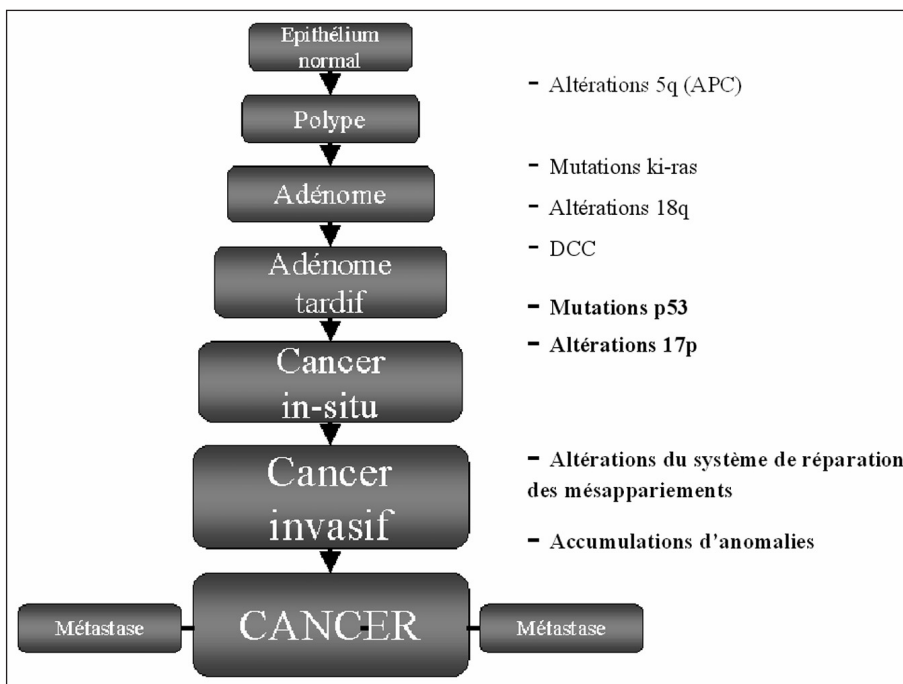 Epithélium
normal
- Altérations 5q (APC)
Polype
- Mutations ki-ras
Adénome
- Altérations 18q
- DCC
Adénome
tardif
- Mutations p53
- Altérations 17p
Cancer
in-situ
Cancer
invasif
- Altérations du système de réparation
des mésappariements
- Accumulations d'anomalies
Métastase
CANCER
Métastase